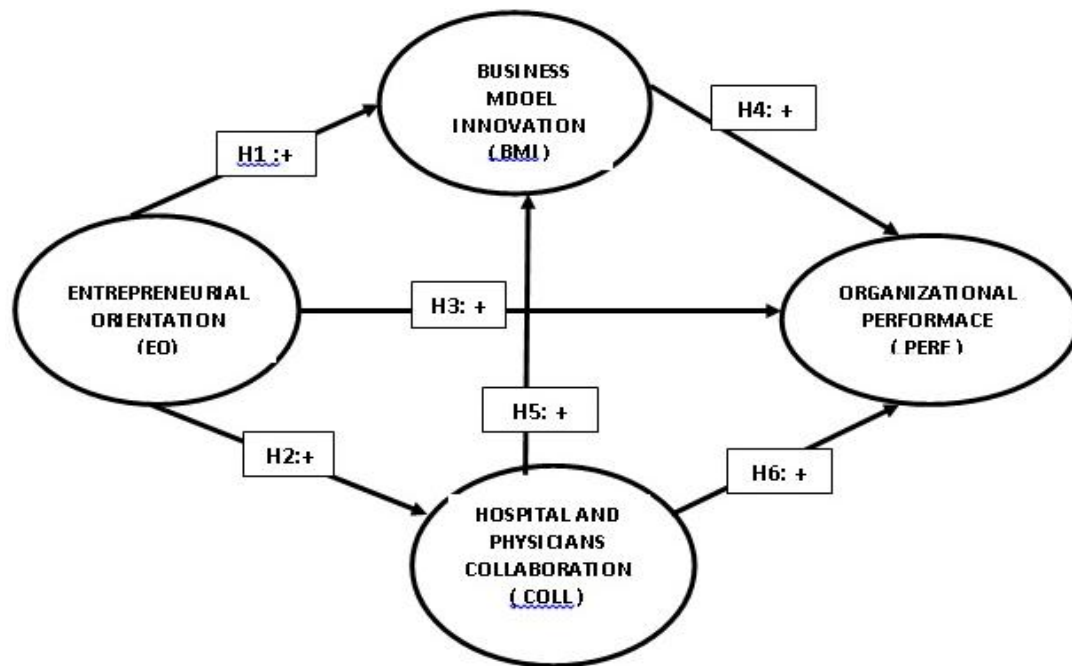 BUSINESS
MDOEL
INNOVATION
(BMI)
H4: +
H1 :+
ENTREPRENEURIAL
ORIENTATION
(EO)
H3: +
ORGANIZATIONAL
PERFORMACE
( PERF )
H5: +
H2:+
H6: +
HOSPITAL AND
PHYSICIANS
COLLABORATION
( COLL)